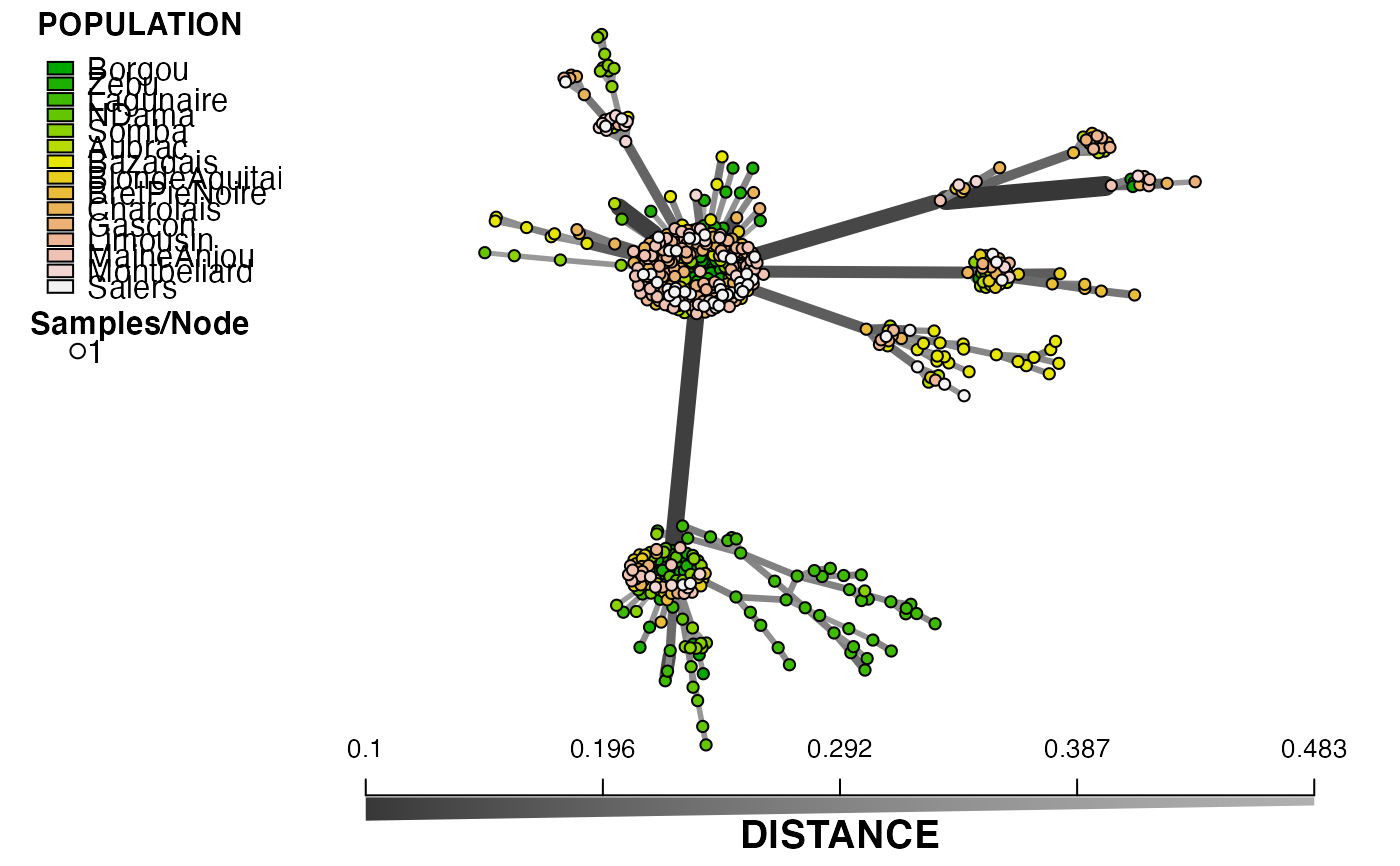 POPULATION
Borgou
Zebu
Lagunaire
NDama
Somba
Aubrac
Bazadais
BlondeAquitai
BretPieNoire
Charolais
Gascon
Limousin
MaineAnjou
Montbeliard
Salers
Samples/Node
1
0.1 0.196 0.292 0.387 0.483
DISTANCE